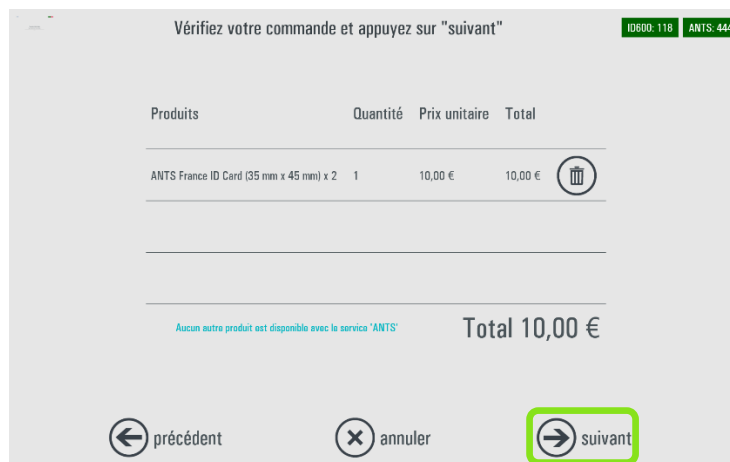 Vérifiez votre commande et appuyez sur "suivant"
ID600: 118 ANTS: 444
Produits Quantité Prix unitaire Total
ANTS France ID Card (35 mm x 45 mm) x 2 1 10,00 € 10,00 €
Aucun autre produit est disponible avec le service 'ANTS'
Total 10,00 €
précédent annuler suivant